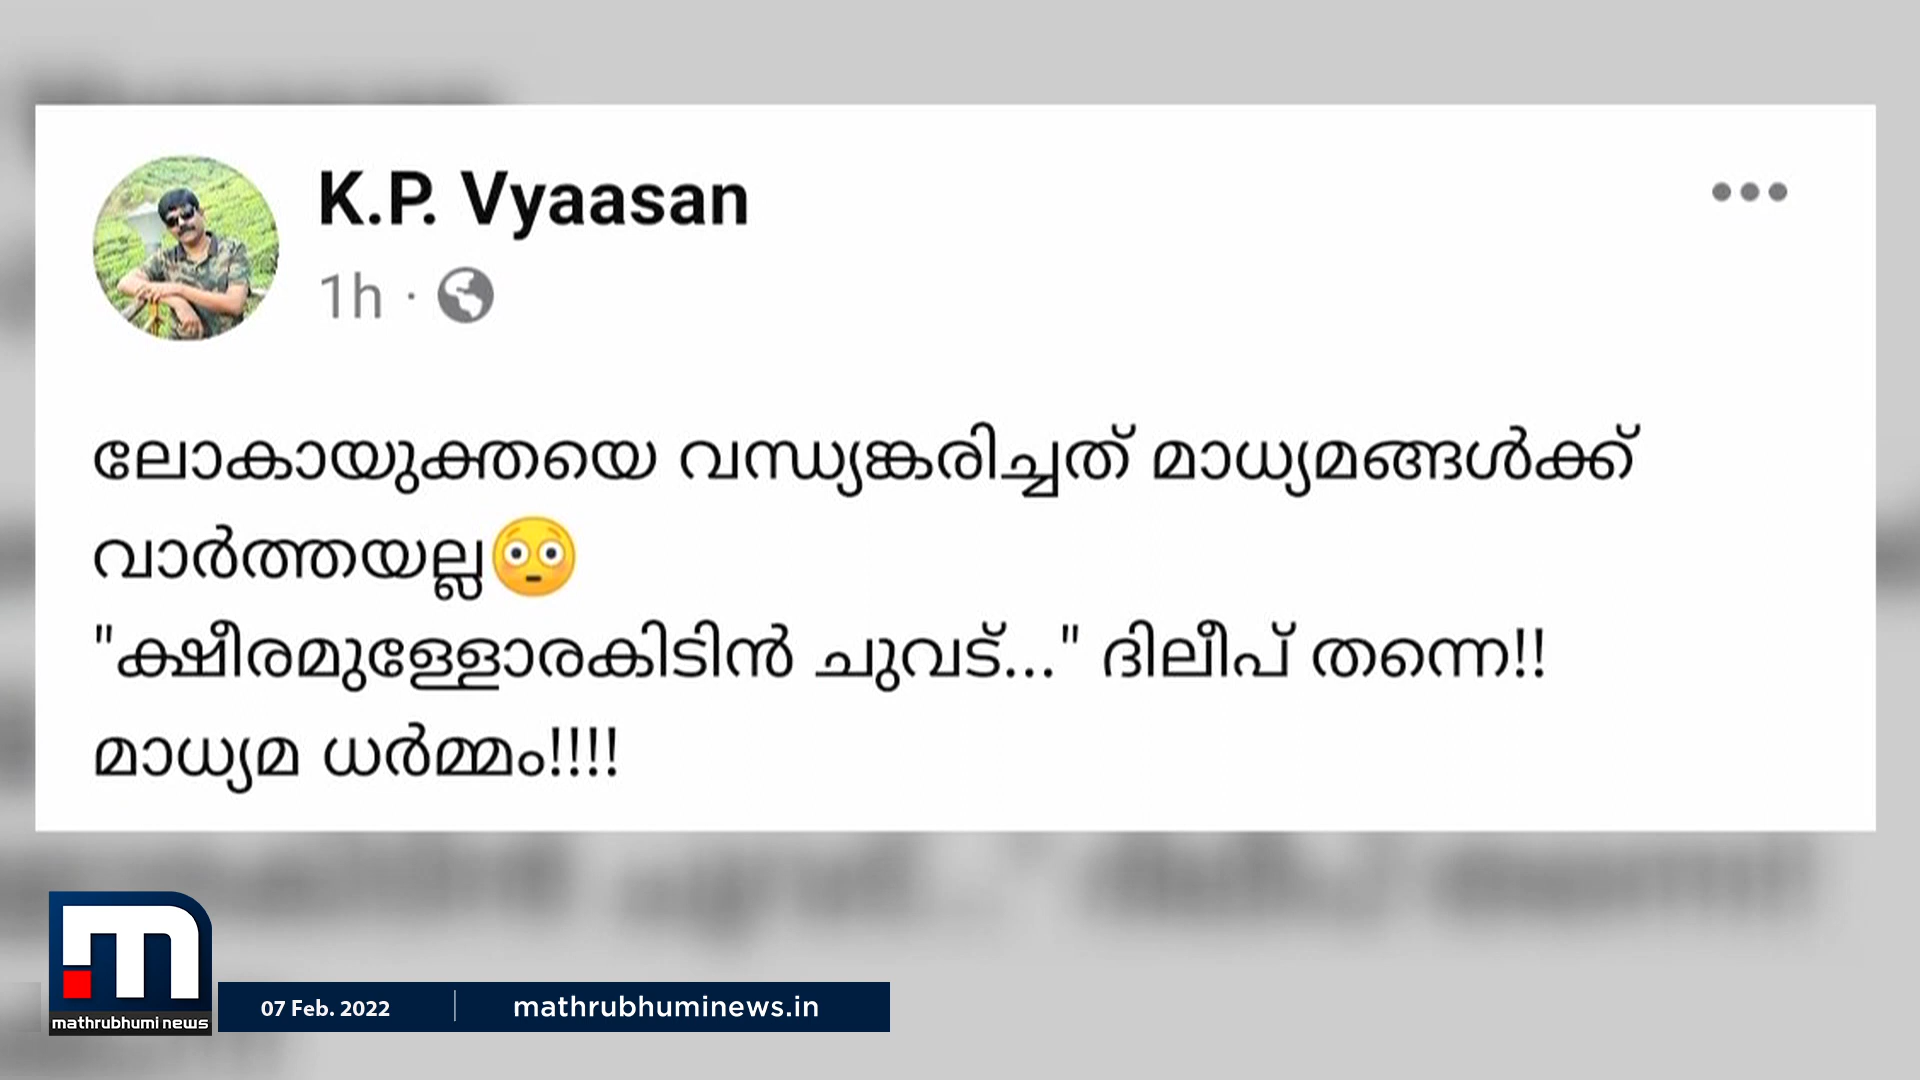 K.P. Vyaasan
1h ·
ലോകായുക്തയെ വന്ധ്യങ്കരിച്ചത് മാധ്യമങ്ങൾക്ക്
വാർത്തയല്ല😳
"ക്ഷീരമുള്ളോരകിടിൻ ചുവട്..." ദിലീപ് തന്നെ!!
മാധ്യമ ധർമ്മം!!!!
mathrubhumi news
07 Feb. 2022 | mathrubhuminews.in